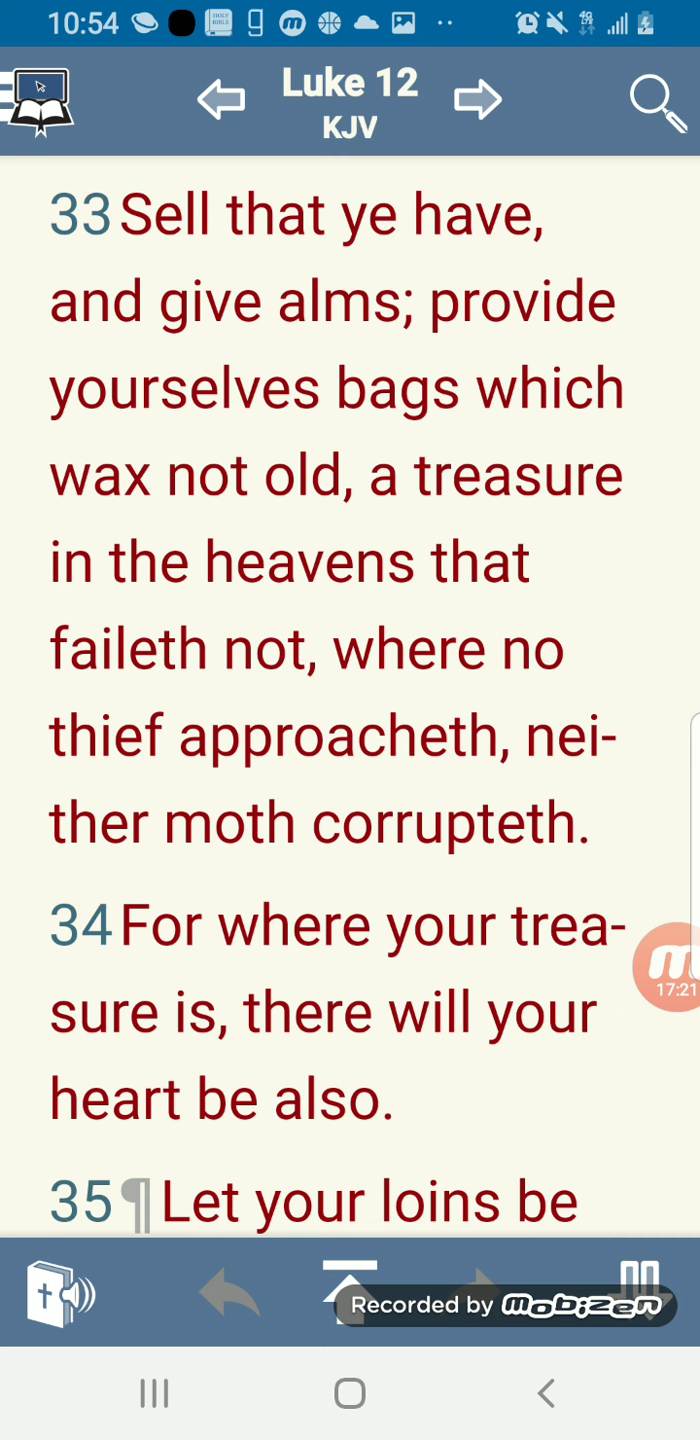 10:54
HOLY BIBLE
Luke 12
KJV
33 Sell that ye have,
and give alms; provide
yourselves bags which
wax not old, a treasure
in the heavens that
faileth not, where no
thief approacheth, nei-
ther moth corrupteth.
34 For where your trea-
sure is, there will your
heart be also.
17:21
35 ¶ Let your loins be
Recorded by mobizen